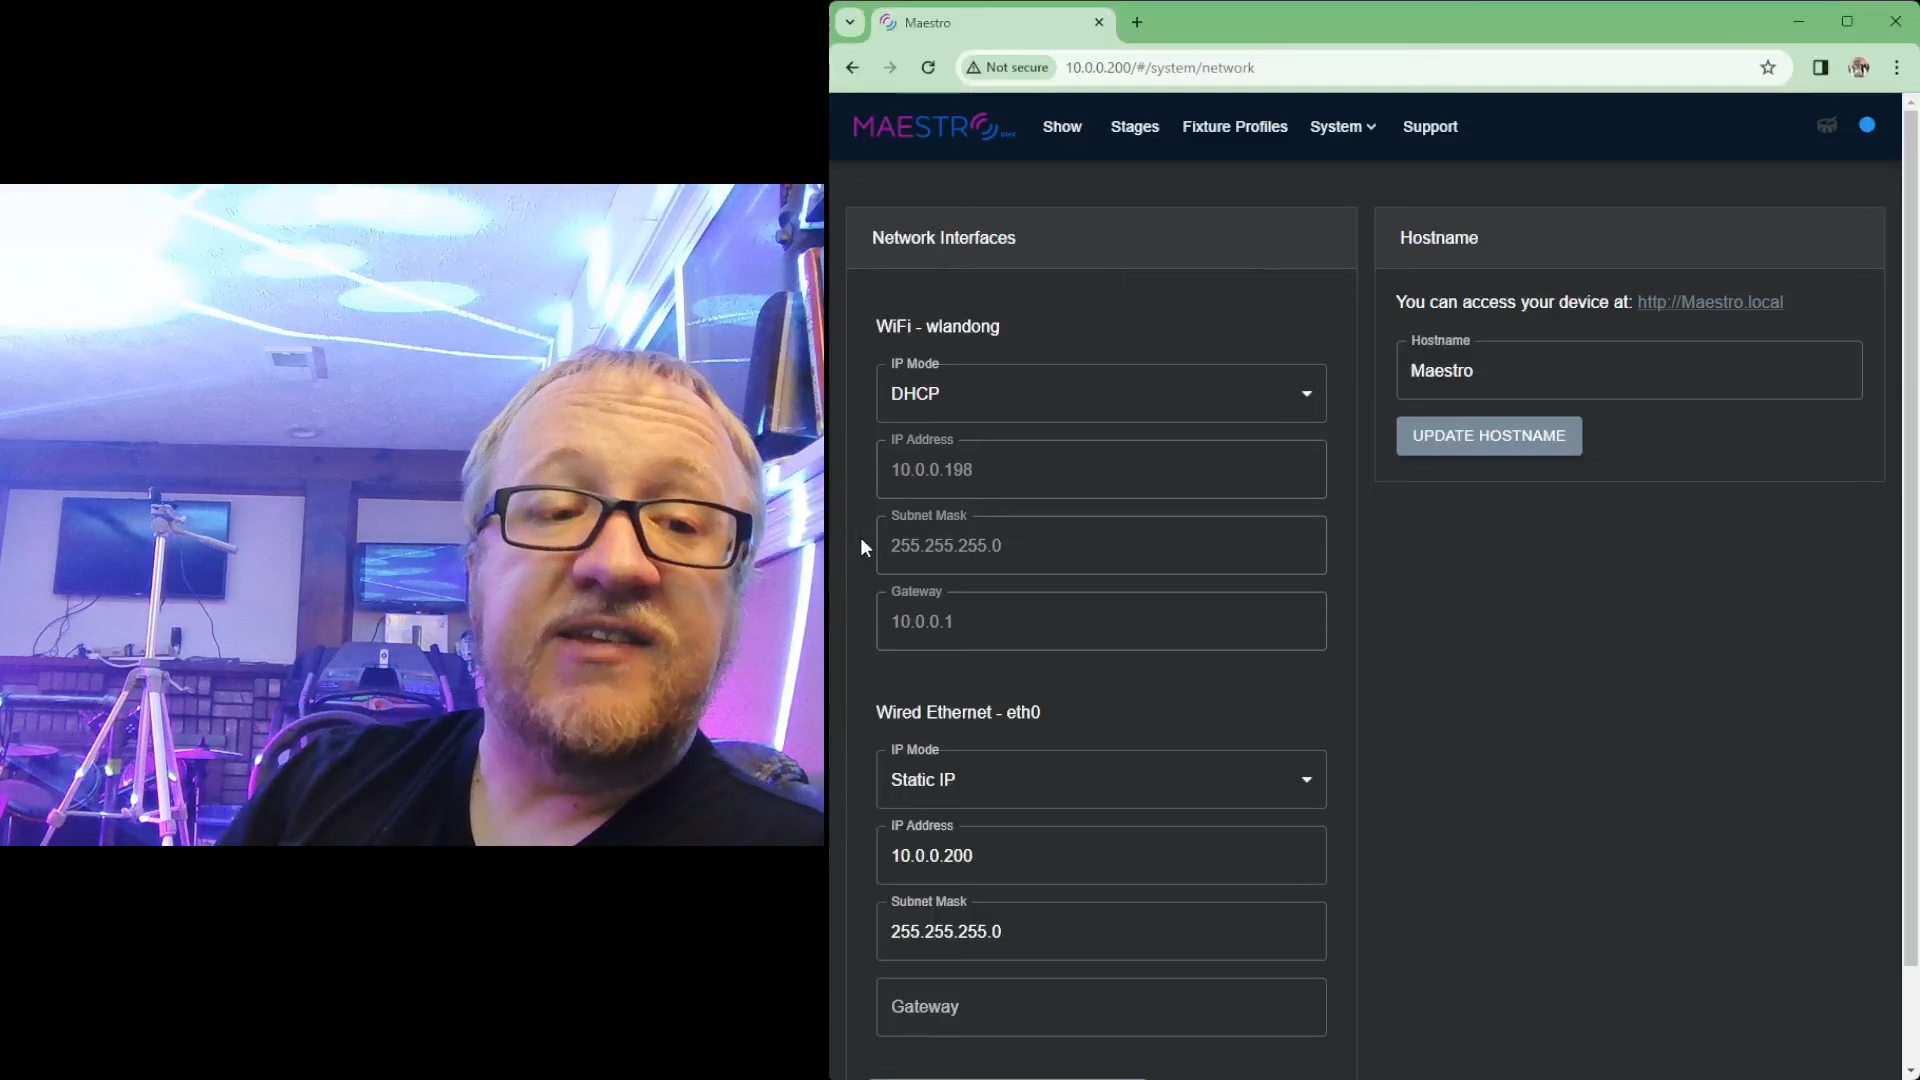 Maestro
Not secure
10.0.0.200/#/system/network
MAESTRO DMX
Show
Stages
Fixture Profiles
System
Support
Network Interfaces
WiFi - wlandong
IP Mode
DHCP
IP Address
10.0.0.198
Subnet Mask
255.255.255.0
Gateway
10.0.0.1
Wired Ethernet - eth0
IP Mode
Static IP
IP Address
10.0.0.200
Subnet Mask
255.255.255.0
Gateway
Hostname
You can access your device at: http://Maestro.local
Hostname
Maestro
UPDATE HOSTNAME